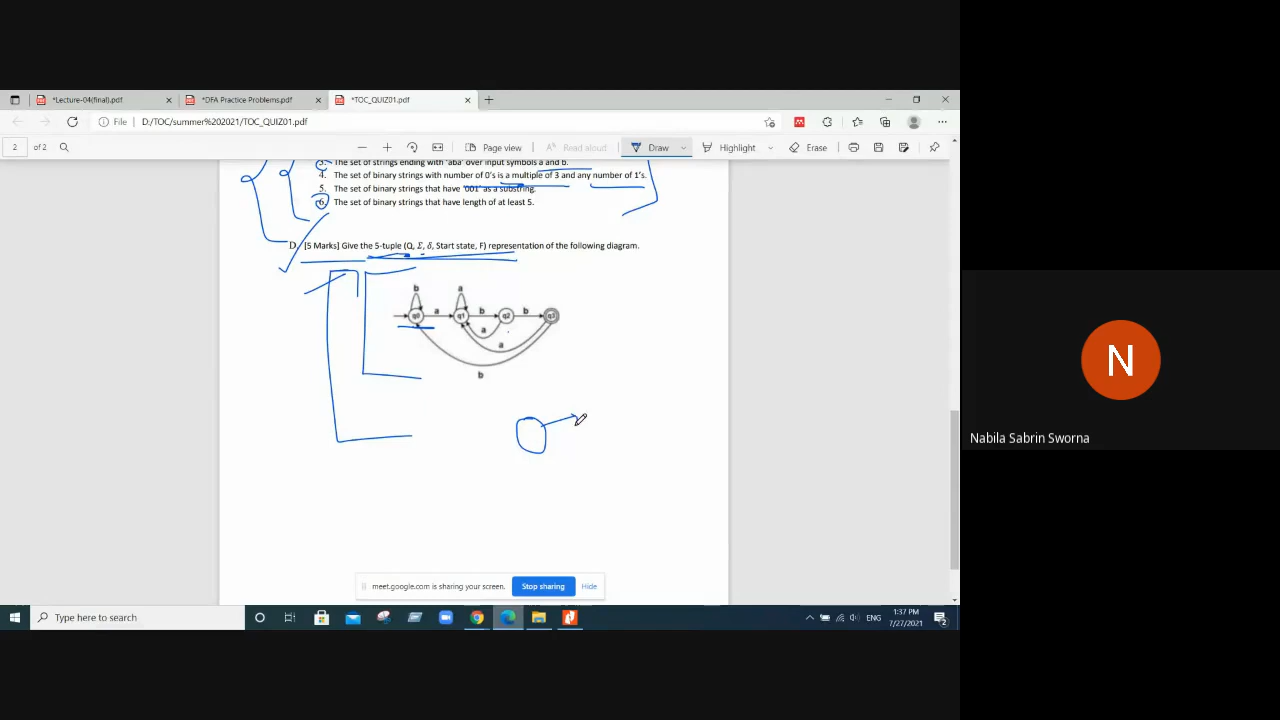 *Lecture-04(final).pdf
*DFA Practice Problems.pdf
*TOC_QUIZ01.pdf
File D:/TOC/summer%202021/TOC_QUIZ01.pdf
2 of 2 Page view Read aloud Draw Highlight Erase
3. The set of strings ending with 'aba' over input symbols a and b.
4. The set of binary strings with number of 0's is a multiple of 3 and any number of 1's.
5. The set of binary strings that have '001' as a substring.
6. The set of binary strings that have length of at least 5.
D. [5 Marks] Give the 5-tuple (Q, Σ, δ, Start state, F) representation of the following diagram.
b a
q0 a q1 b q2 b q3
a
a
b
N
Nabila Sabrin Sworna
meet.google.com is sharing your screen. Stop sharing Hide
Type here to search
ENG
1:37 PM
7/27/2021
2